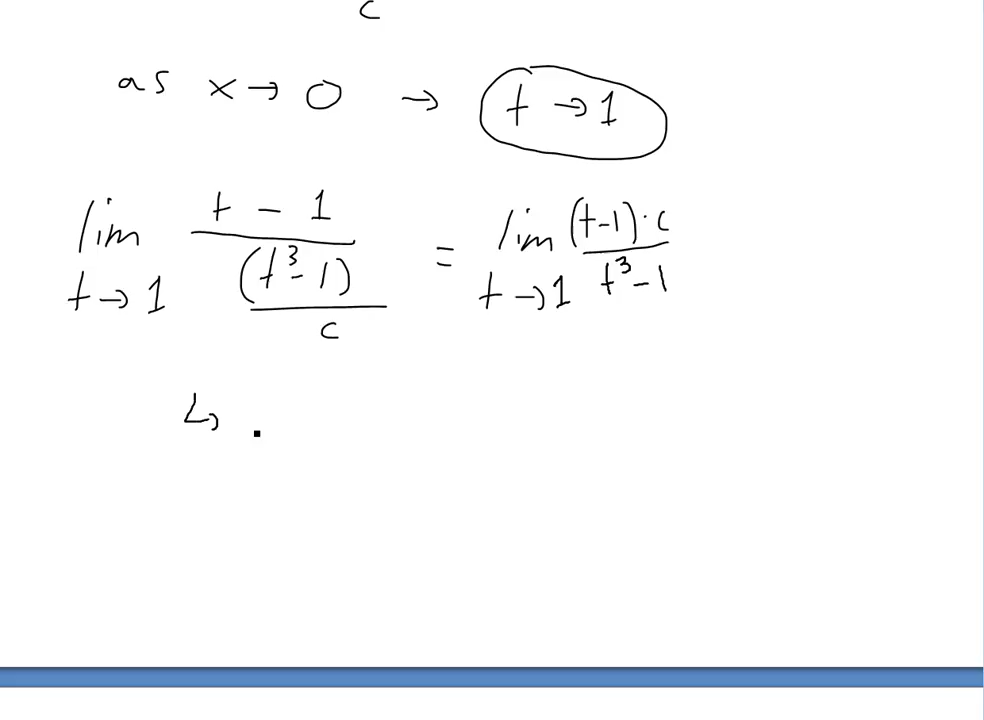 c
as x → 0 → t → 1
lim t→1 (t - 1) / ((t³ - 1) / c) = lim t→1 ((t-1)·c) / (t³ - 1)
↳ .